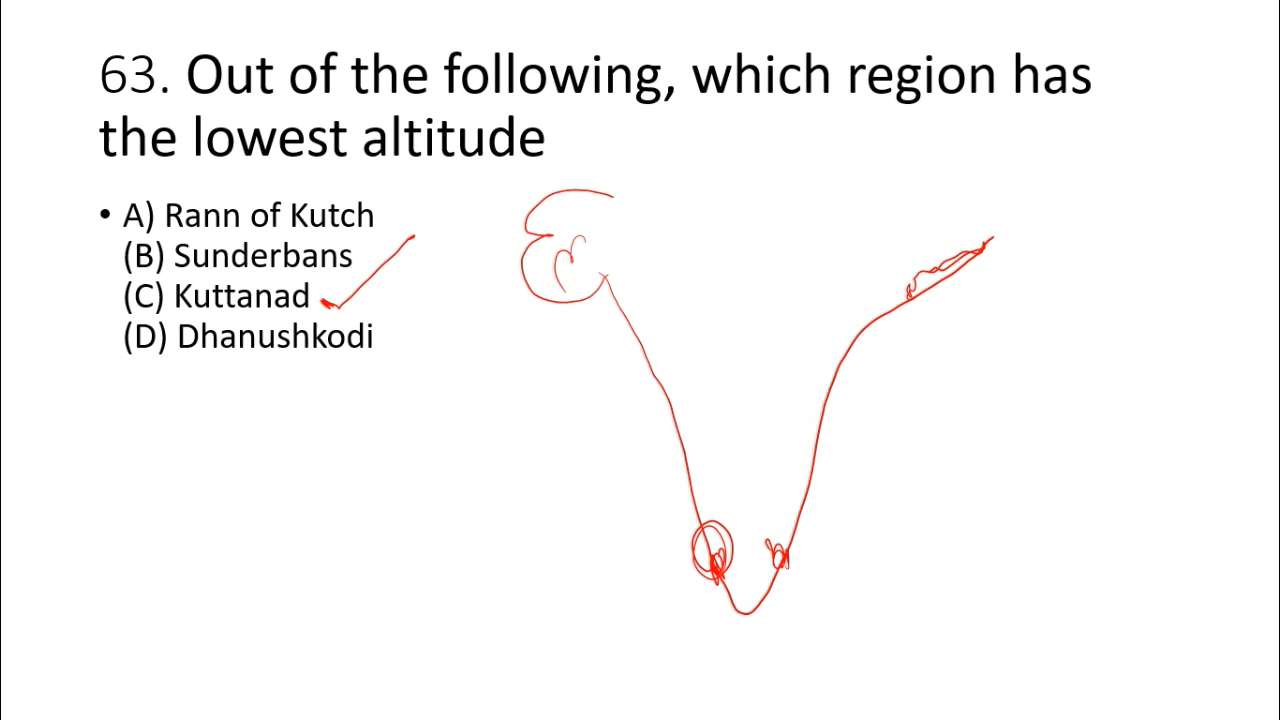 63. Out of the following, which region has
the lowest altitude
• A) Rann of Kutch
(B) Sunderbans
(C) Kuttanad
(D) Dhanushkodi